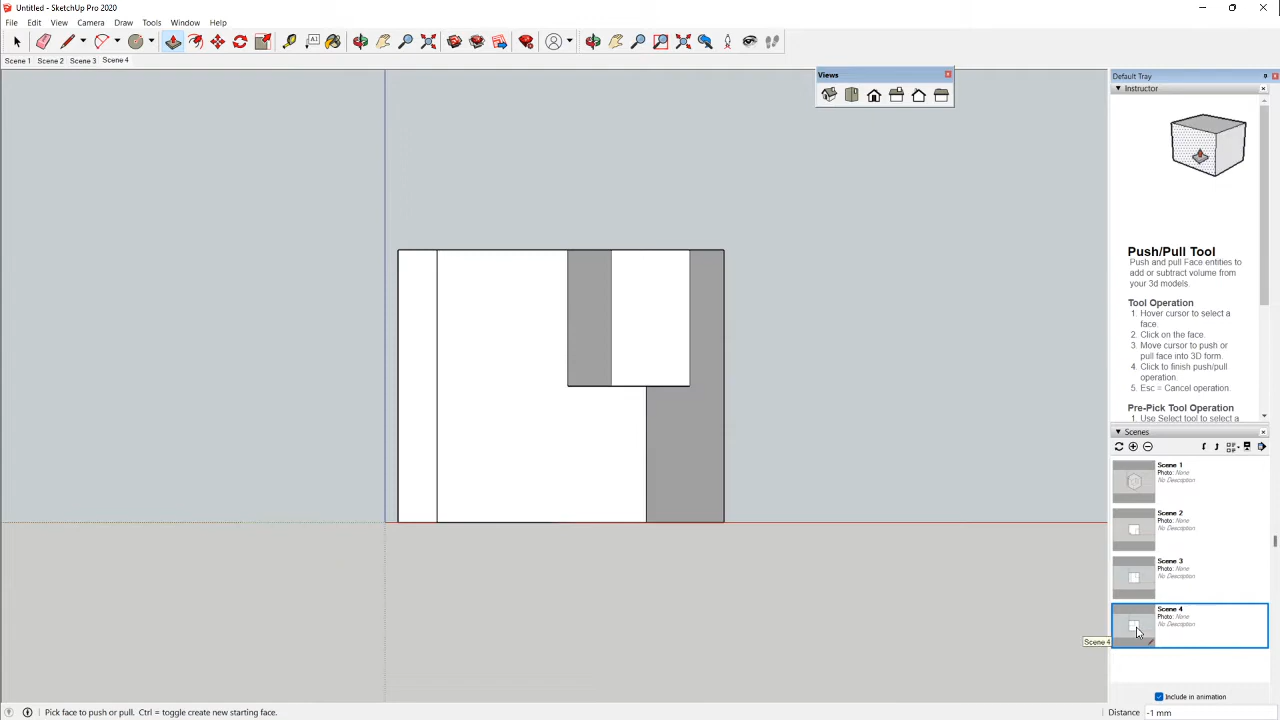 Untitled - SketchUp Pro 2020
File Edit View Camera Draw Tools Window Help
Scene 1 Scene 2 Scene 3 Scene 4
Views
Default Tray
Instructor
Push/Pull Tool
Push and pull Face entities to
add or subtract volume from
your 3d models.
Tool Operation
1. Hover cursor to select a
face.
2. Click on the face.
3. Move cursor to push or
pull face into 3D form.
4. Click to finish push/pull
operation.
5. Esc = Cancel operation.
Pre-Pick Tool Operation
1. Use Select tool to select a
Scenes
Scene 1
Photo: None
No Description
Scene 2
Photo: None
No Description
Scene 3
Photo: None
No Description
Scene 4
Photo: None
No Description
Scene 4
Include in animation
Pick face to push or pull. Ctrl = toggle create new starting face.
Distance -1 mm